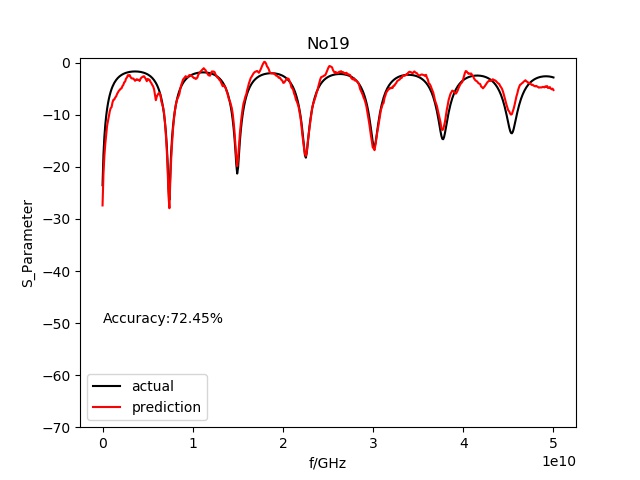 No19
0
−10
−20
−30
−40
−50
−60
−70
S_Parameter
Accuracy:72.45%
actual
prediction
0 1 2 3 4 5
1e10
f/GHz